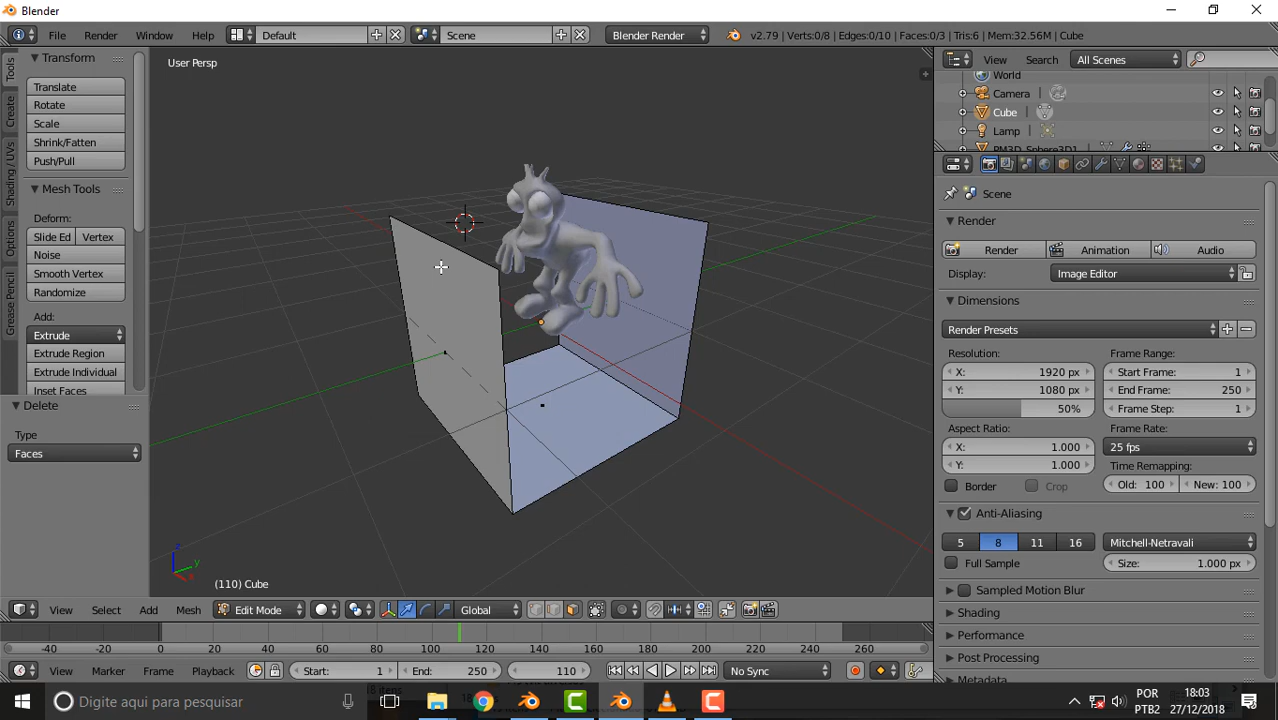 Blender
File Render Window Help Default Scene Blender Render v2.79 | Verts:0/8 | Edges:0/10 | Faces:0/3 | Tris:6 | Mem:32.56M | Cube
Tools
Create
Shading / UVs
Options
Grease Pencil
Transform
Translate
Rotate
Scale
Shrink/Fatten
Push/Pull
Mesh Tools
Deform:
Slide Ed Vertex
Noise
Smooth Vertex
Randomize
Add:
Extrude
Extrude Region
Extrude Individual
Inset Faces
Delete
Type
Faces
User Persp
z
y
x
(110) Cube
View Select Add Mesh Edit Mode Global
-40 -20 0 20 40 60 80 100 120 140 160 180 200 220 240 260
View Marker Frame Playback Start: 1 End: 250 110 No Sync
View Search All Scenes
World
Camera
Cube
Lamp
PM3D_Sphere3D1
Scene
Render
Render Animation Audio
Display: Image Editor
Dimensions
Render Presets
Resolution: Frame Range:
X: 1920 px Start Frame: 1
Y: 1080 px End Frame: 250
50% Frame Step: 1
Aspect Ratio: Frame Rate:
X: 1.000 25 fps
Y: 1.000 Time Remapping:
Border Crop Old: 100 New: 100
Anti-Aliasing
5 8 11 16 Mitchell-Netravali
Full Sample Size: 1.000 px
Sampled Motion Blur
Shading
Performance
Post Processing
Metadata
Digite aqui para pesquisar
POR
PTB2
18:03
27/12/2018